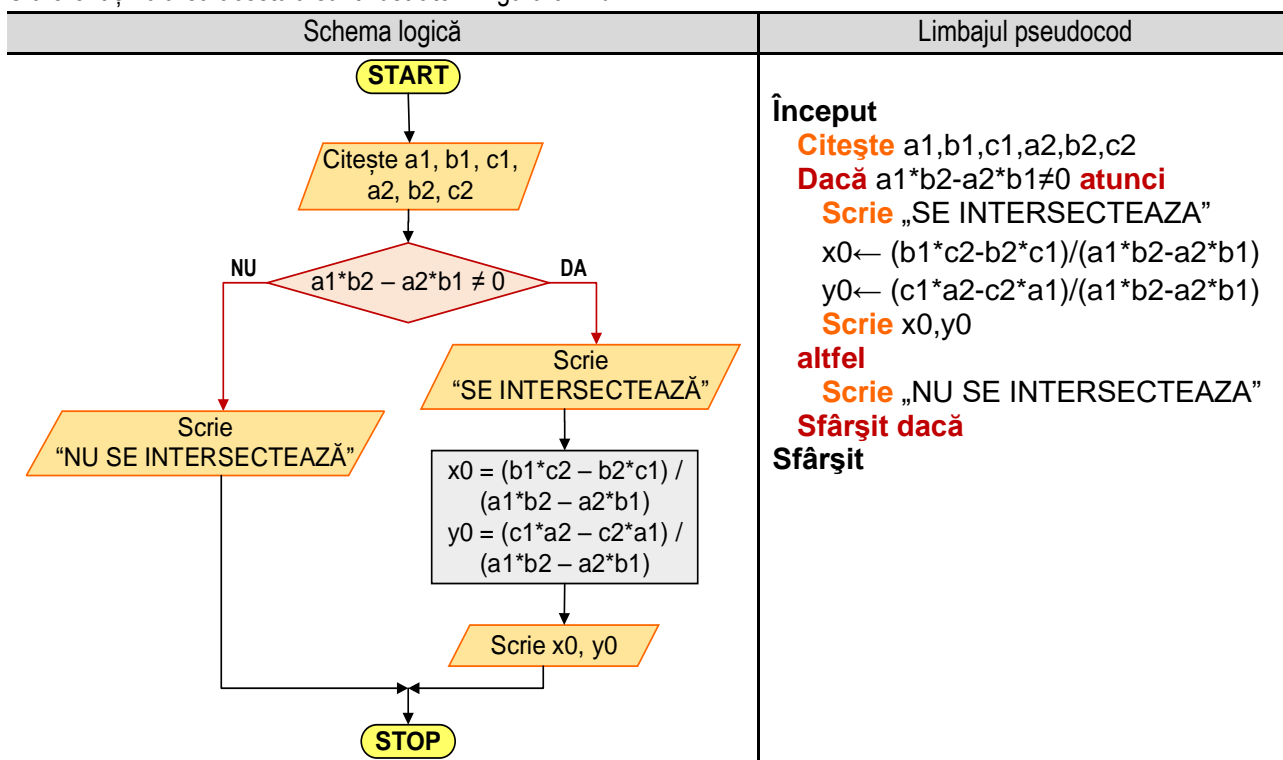 Schema logică
Limbajul pseudocod
START
Citește a1, b1, c1,
a2, b2, c2
NU
a1*b2 – a2*b1 ≠ 0
DA
Scrie
“SE INTERSECTEAZĂ”
Scrie
“NU SE INTERSECTEAZĂ”
x0 = (b1*c2 – b2*c1) /
(a1*b2 – a2*b1)
y0 = (c1*a2 – c2*a1) /
(a1*b2 – a2*b1)
Scrie x0, y0
STOP
Început
Citeşte a1,b1,c1,a2,b2,c2
Dacă a1*b2-a2*b1≠0 atunci
Scrie „SE INTERSECTEAZA”
x0← (b1*c2-b2*c1)/(a1*b2-a2*b1)
y0← (c1*a2-c2*a1)/(a1*b2-a2*b1)
Scrie x0,y0
altfel
Scrie „NU SE INTERSECTEAZA”
Sfârşit dacă
Sfârşit